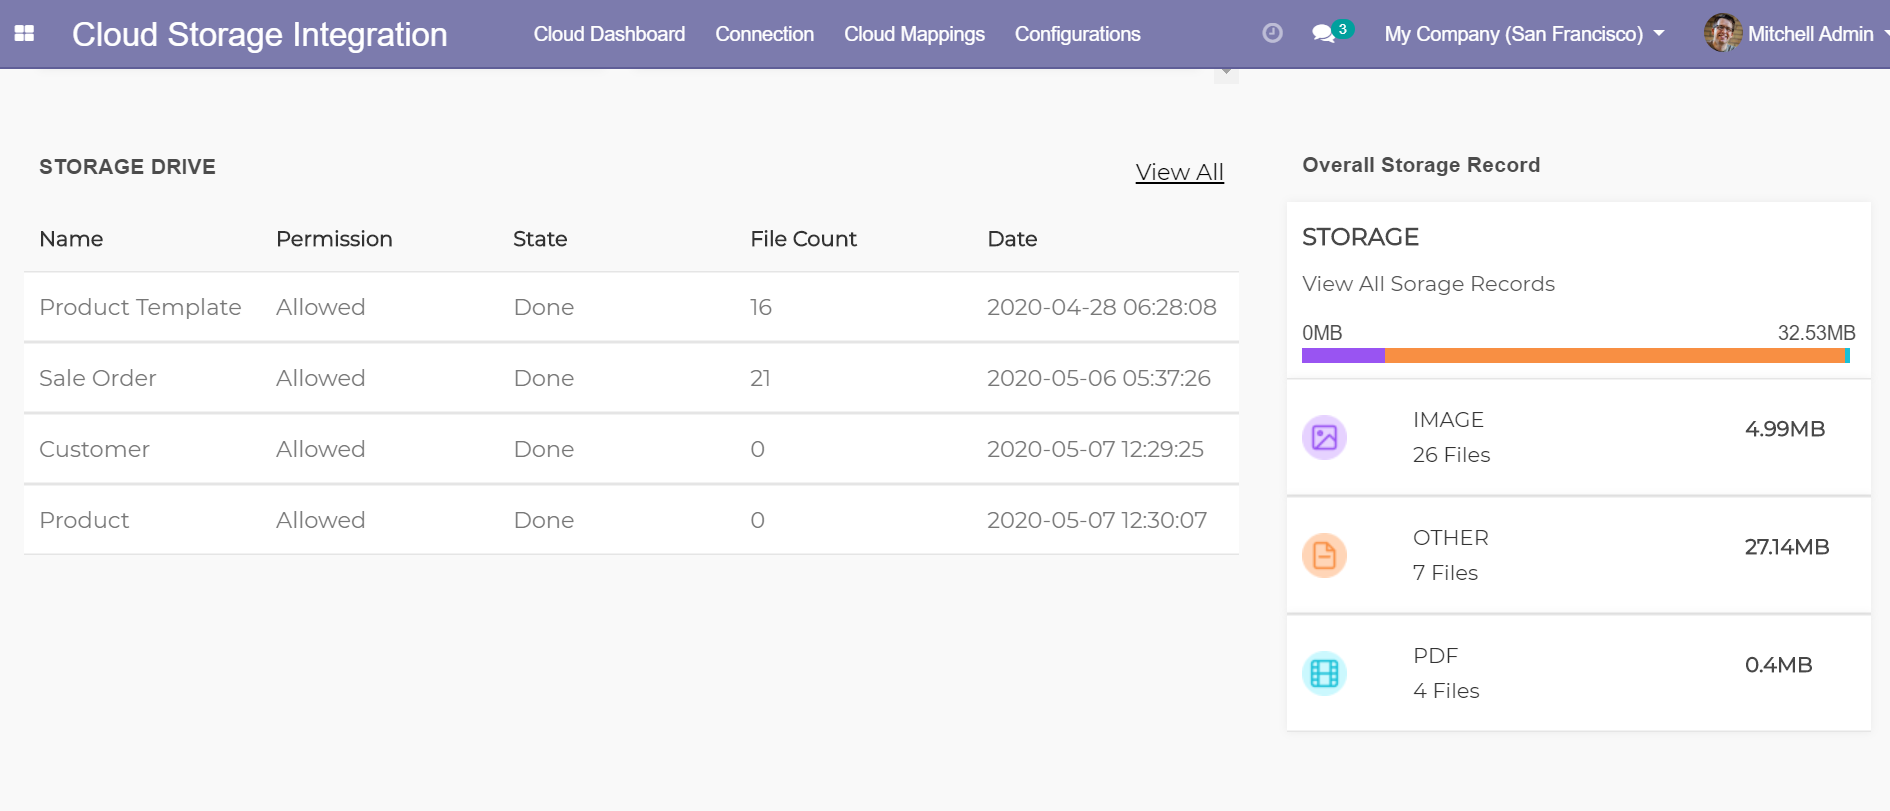 Cloud Storage Integration Cloud Dashboard Connection Cloud Mappings Configurations 3 My Company (San Francisco) Mitchell Admin
STORAGE DRIVE
View All
Name Permission State File Count Date
Product Template Allowed Done 16 2020-04-28 06:28:08
Sale Order Allowed Done 21 2020-05-06 05:37:26
Customer Allowed Done 0 2020-05-07 12:29:25
Product Allowed Done 0 2020-05-07 12:30:07
Overall Storage Record
STORAGE
View All Sorage Records
0MB 32.53MB
IMAGE
4.99MB
26 Files
OTHER
27.14MB
7 Files
PDF
0.4MB
4 Files